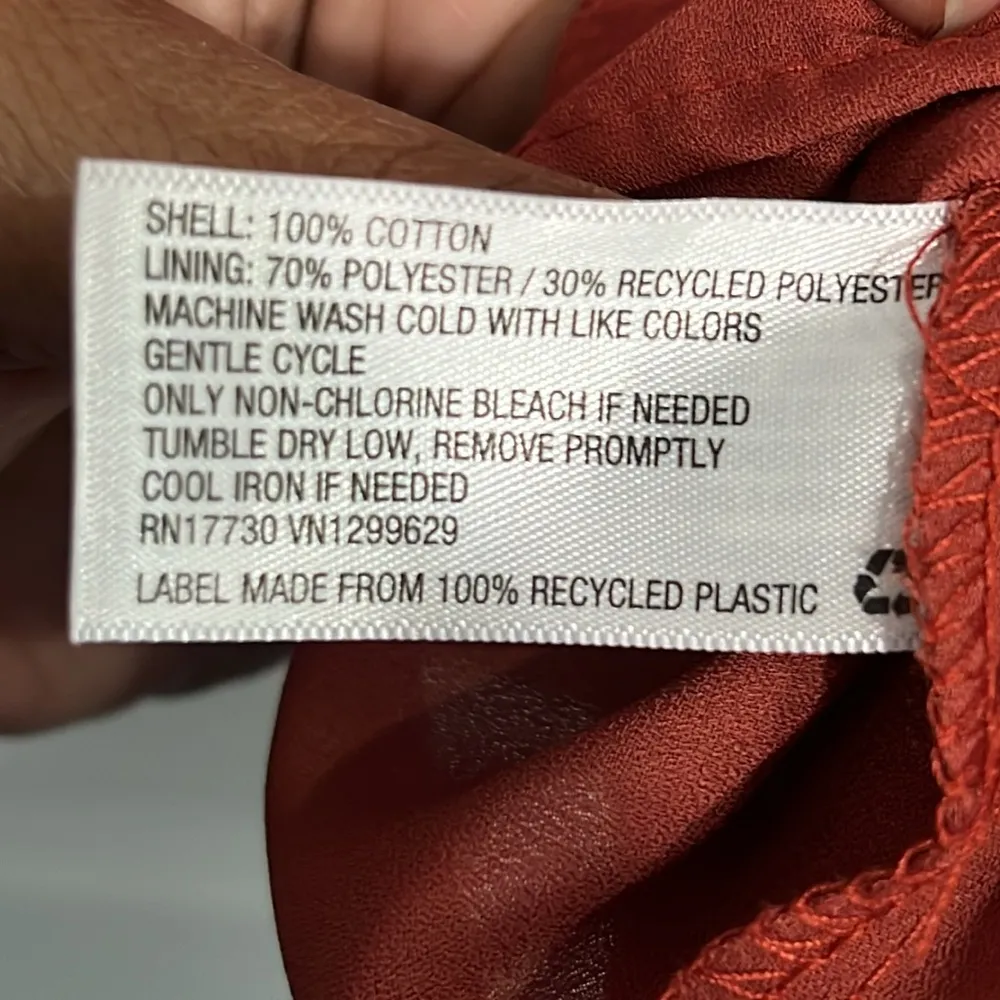 SHELL: 100% COTTON
LINING: 70% POLYESTER / 30% RECYCLED POLYESTER
MACHINE WASH COLD WITH LIKE COLORS
GENTLE CYCLE
ONLY NON-CHLORINE BLEACH IF NEEDED
TUMBLE DRY LOW, REMOVE PROMPTLY
COOL IRON IF NEEDED
RN17730 VN1299629
LABEL MADE FROM 100% RECYCLED PLASTIC